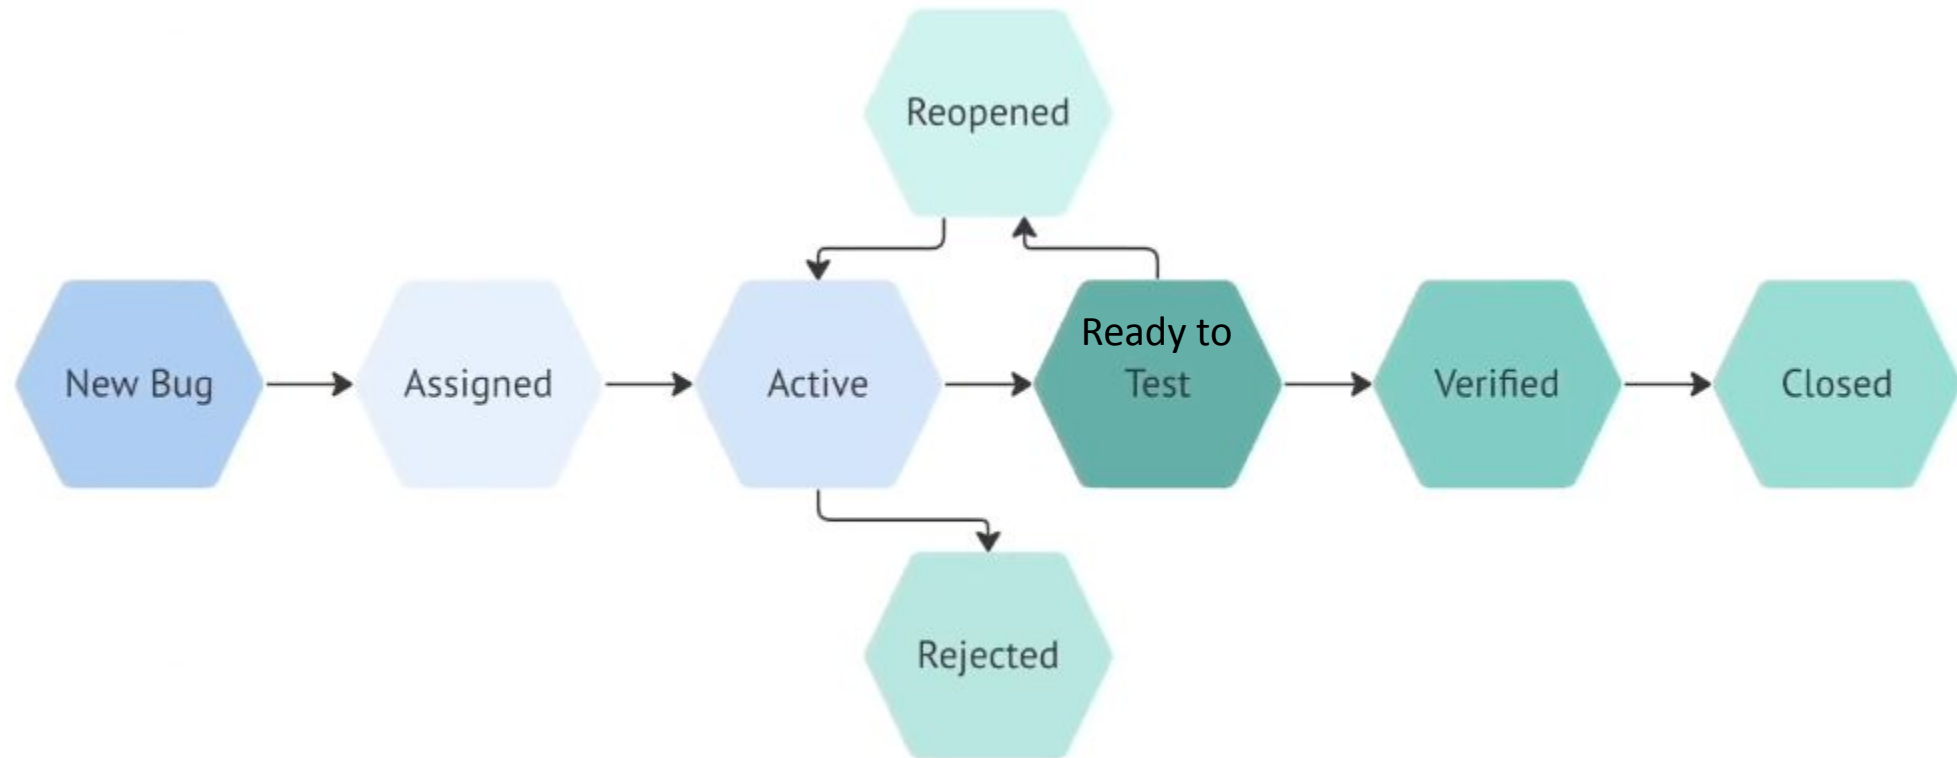 Reopened
New Bug
Assigned
Active
Ready to
Test
Verified
Closed
Rejected